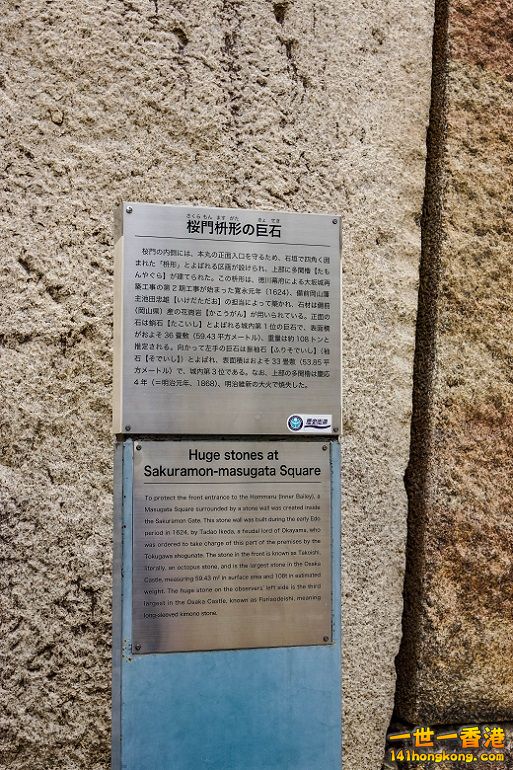 さくら もん ます がた きょ せき
桜門枡形の巨石
桜門の内側には、本丸の正面入口を守るため、石垣で四角く囲
まれた「枡形」とよばれる区画が設けられ、上部に多聞櫓【たも
んやぐら】が建てられた。この枡形は、徳川幕府による大坂城再
築工事の第2期工事が始まった寛永元年（1624）、備前岡山藩
主池田忠雄【いけだただお】の担当によって築かれ、石材は備前
（岡山県）産の花崗岩【かこうがん】が用いられている。正面の
石は蛸石【たこいし】とよばれる城内第1位の巨石で、表面積
がおよそ36畳敷（59.43平方メートル）、重量は約108トンと
推定される。向かって左手の巨石は振袖石【ふりそでいし】（袖
石【そでいし】）とよばれ、表面積はおよそ33畳敷（53.85平
方メートル）で、城内第3位である。なお、上部の多聞櫓は慶応
4年（＝明治元年、1868）、明治維新の大火で焼失した。
歴史街道
Huge stones at
Sakuramon-masugata Square
To protect the front entrance to the Hommaru (Inner Bailey), a
Masugata Square surrounded by a stone wall was created inside
the Sakuramon Gate. This stone wall was built during the early Edo
period in 1624, by Tadao Ikeda, a feudal lord of Okayama, who
was ordered to take charge of this part of the premises by the
Tokugawa shogunate. The stone in the front is known as Takoishi,
literally, an octopus stone, and is the largest stone in the Osaka
Castle, measuring 59.43 m² in surface area and 108t in estimated
weight. The huge stone on the observers' left side is the third
largest in the Osaka Castle, known as Furisodeishi, meaning
long-sleeved kimono stone.
一世一香港
141hongkong.com